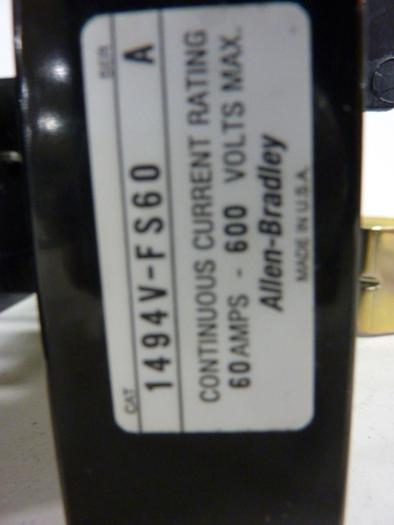 CAT SER
1494V-FS60 A
CONTINUOUS CURRENT RATING
60 AMPS - 600 VOLTS MAX.
Allen-Bradley
MADE IN U.S.A.